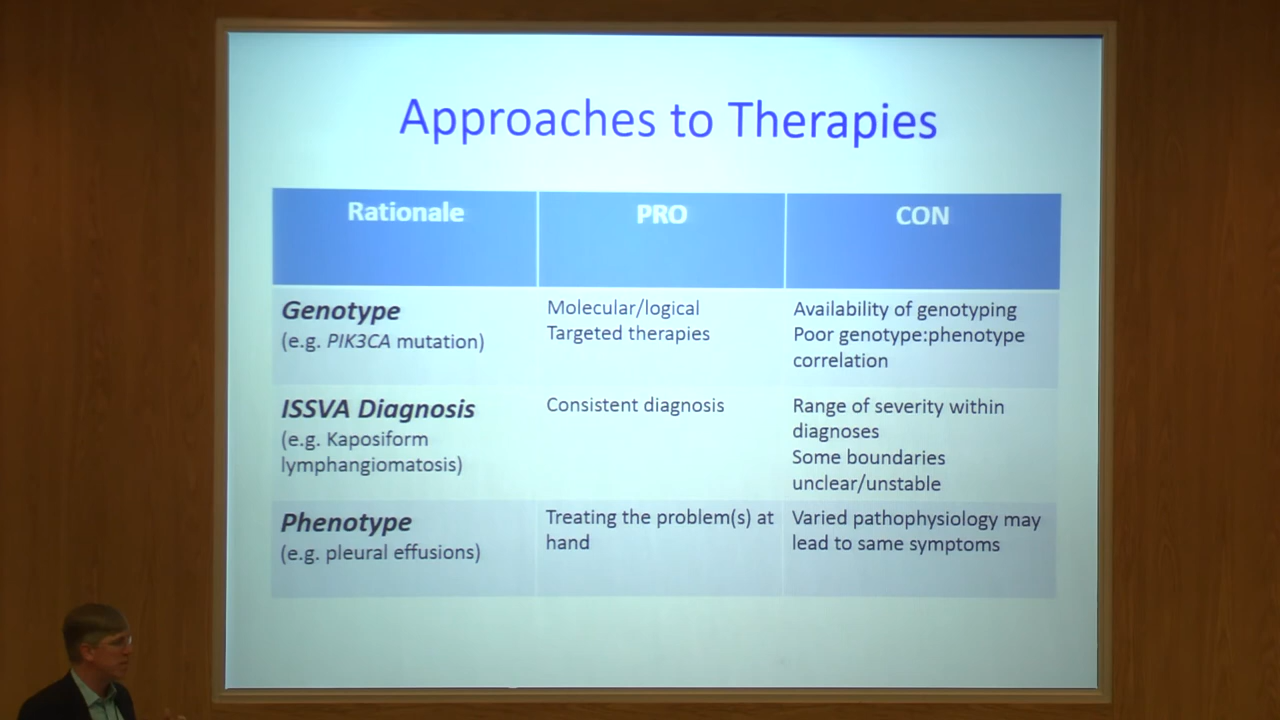 Approaches to Therapies
Rationale
PRO
CON
Genotype
(e.g. PIK3CA mutation)
Molecular/logical
Targeted therapies
Availability of genotyping
Poor genotype:phenotype
correlation
ISSVA Diagnosis
(e.g. Kaposiform
lymphangiomatosis)
Consistent diagnosis
Range of severity within
diagnoses
Some boundaries
unclear/unstable
Phenotype
(e.g. pleural effusions)
Treating the problem(s) at
hand
Varied pathophysiology may
lead to same symptoms